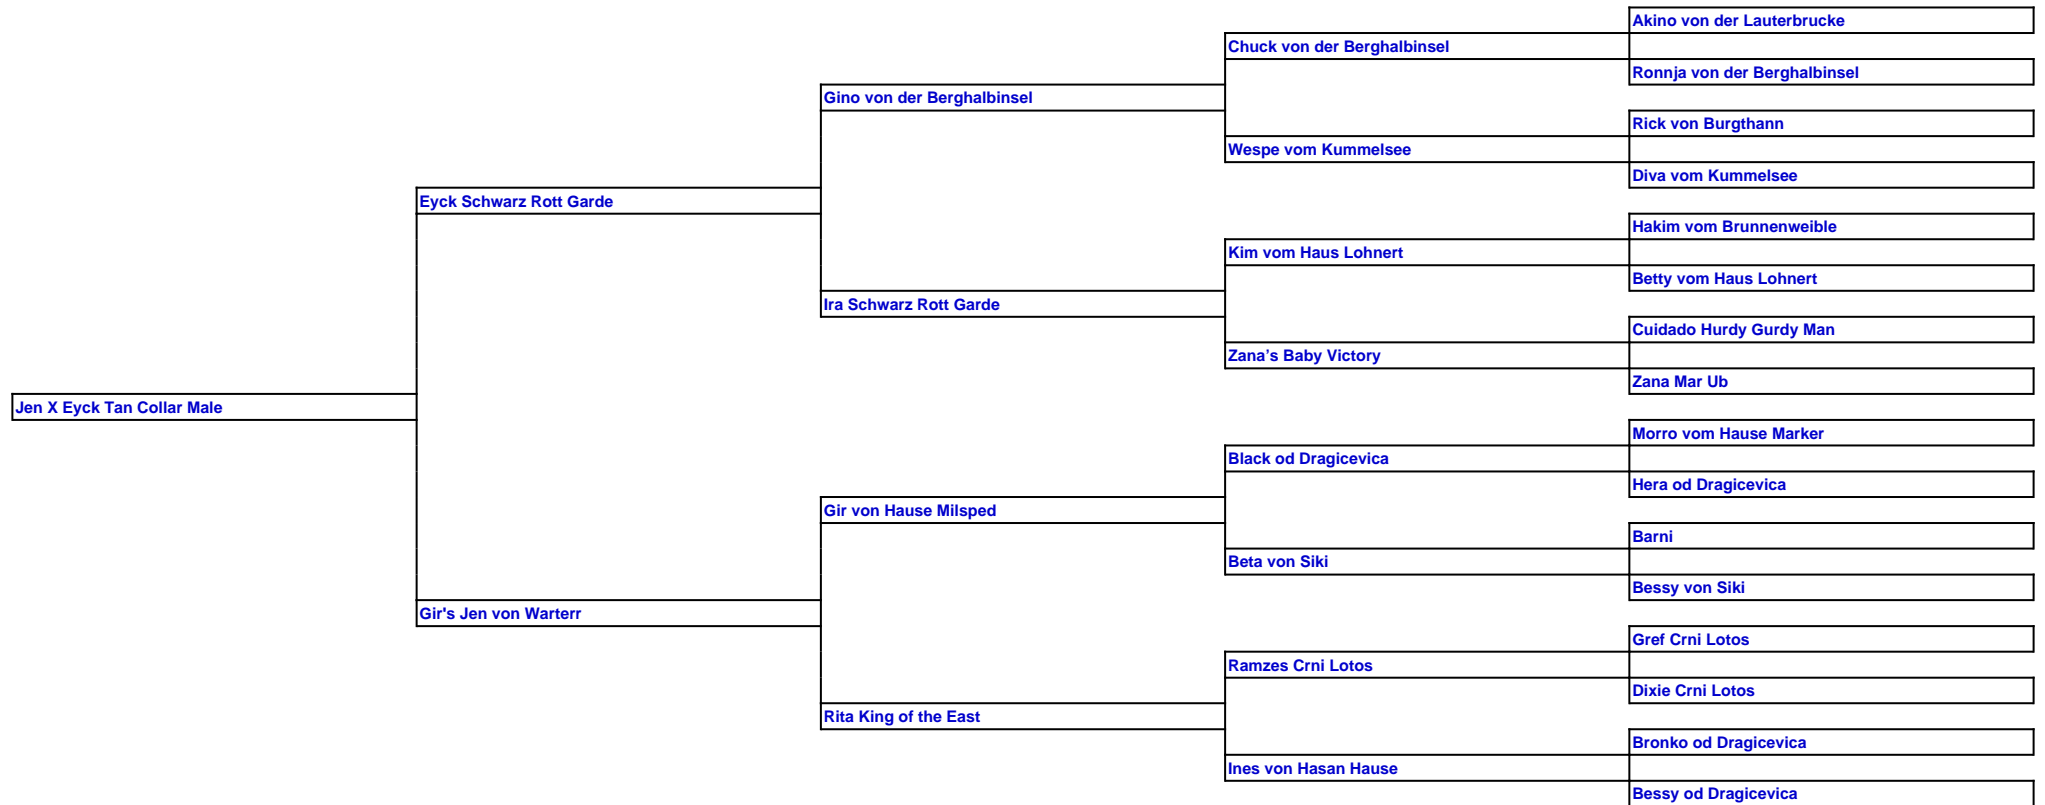 Akino von der Lauterbrucke
Chuck von der Berghalbinsel
Ronnja von der Berghalbinsel
Gino von der Berghalbinsel
Rick von Burgthann
Wespe vom Kummelsee
Diva vom Kummelsee
Eyck Schwarz Rott Garde
Hakim vom Brunnenweible
Kim vom Haus Lohnert
Betty vom Haus Lohnert
Ira Schwarz Rott Garde
Cuidado Hurdy Gurdy Man
Zana’s Baby Victory
Zana Mar Ub
Jen X Eyck Tan Collar Male
Morro vom Hause Marker
Black od Dragicevica
Hera od Dragicevica
Gir von Hause Milsped
Barni
Beta von Siki
Bessy von Siki
Gir's Jen von Warterr
Gref Crni Lotos
Ramzes Crni Lotos
Dixie Crni Lotos
Rita King of the East
Bronko od Dragicevica
Ines von Hasan Hause
Bessy od Dragicevica